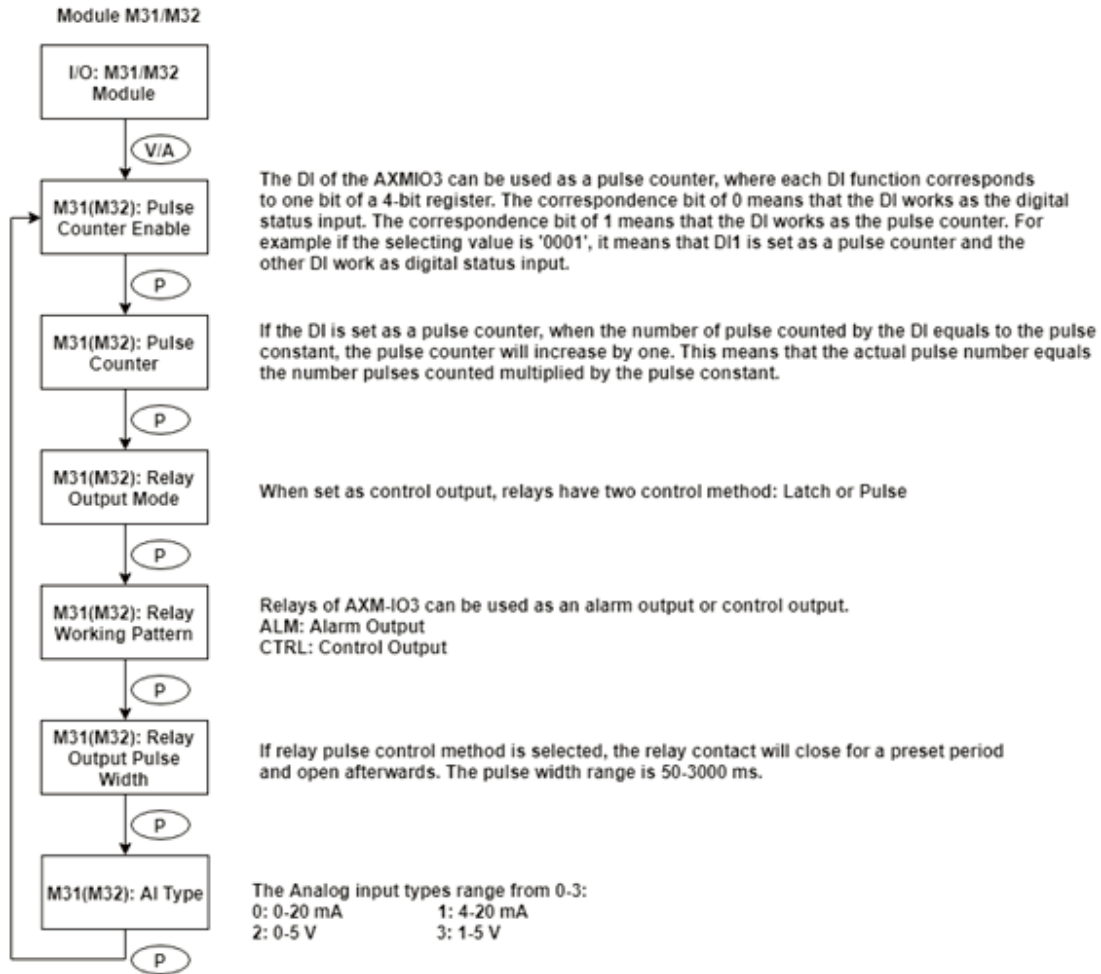 Module M31/M32
I/O: M31/M32
Module
V/A
M31(M32): Pulse
Counter Enable
The DI of the AXMIO3 can be used as a pulse counter, where each DI function corresponds
to one bit of a 4-bit register. The correspondence bit of 0 means that the DI works as the digital
status input. The correspondence bit of 1 means that the DI works as the pulse counter. For
example if the selecting value is '0001', it means that DI1 is set as a pulse counter and the
other DI work as digital status input.
P
M31(M32): Pulse
Counter
If the DI is set as a pulse counter, when the number of pulse counted by the DI equals to the pulse
constant, the pulse counter will increase by one. This means that the actual pulse number equals
the number pulses counted multiplied by the pulse constant.
P
M31(M32): Relay
Output Mode
When set as control output, relays have two control method: Latch or Pulse
P
M31(M32): Relay
Working Pattern
Relays of AXM-IO3 can be used as an alarm output or control output.
ALM: Alarm Output
CTRL: Control Output
P
M31(M32): Relay
Output Pulse
Width
If relay pulse control method is selected, the relay contact will close for a preset period
and open afterwards. The pulse width range is 50-3000 ms.
P
M31(M32): AI Type
The Analog input types range from 0-3:
0: 0-20 mA 1: 4-20 mA
2: 0-5 V 3: 1-5 V
P